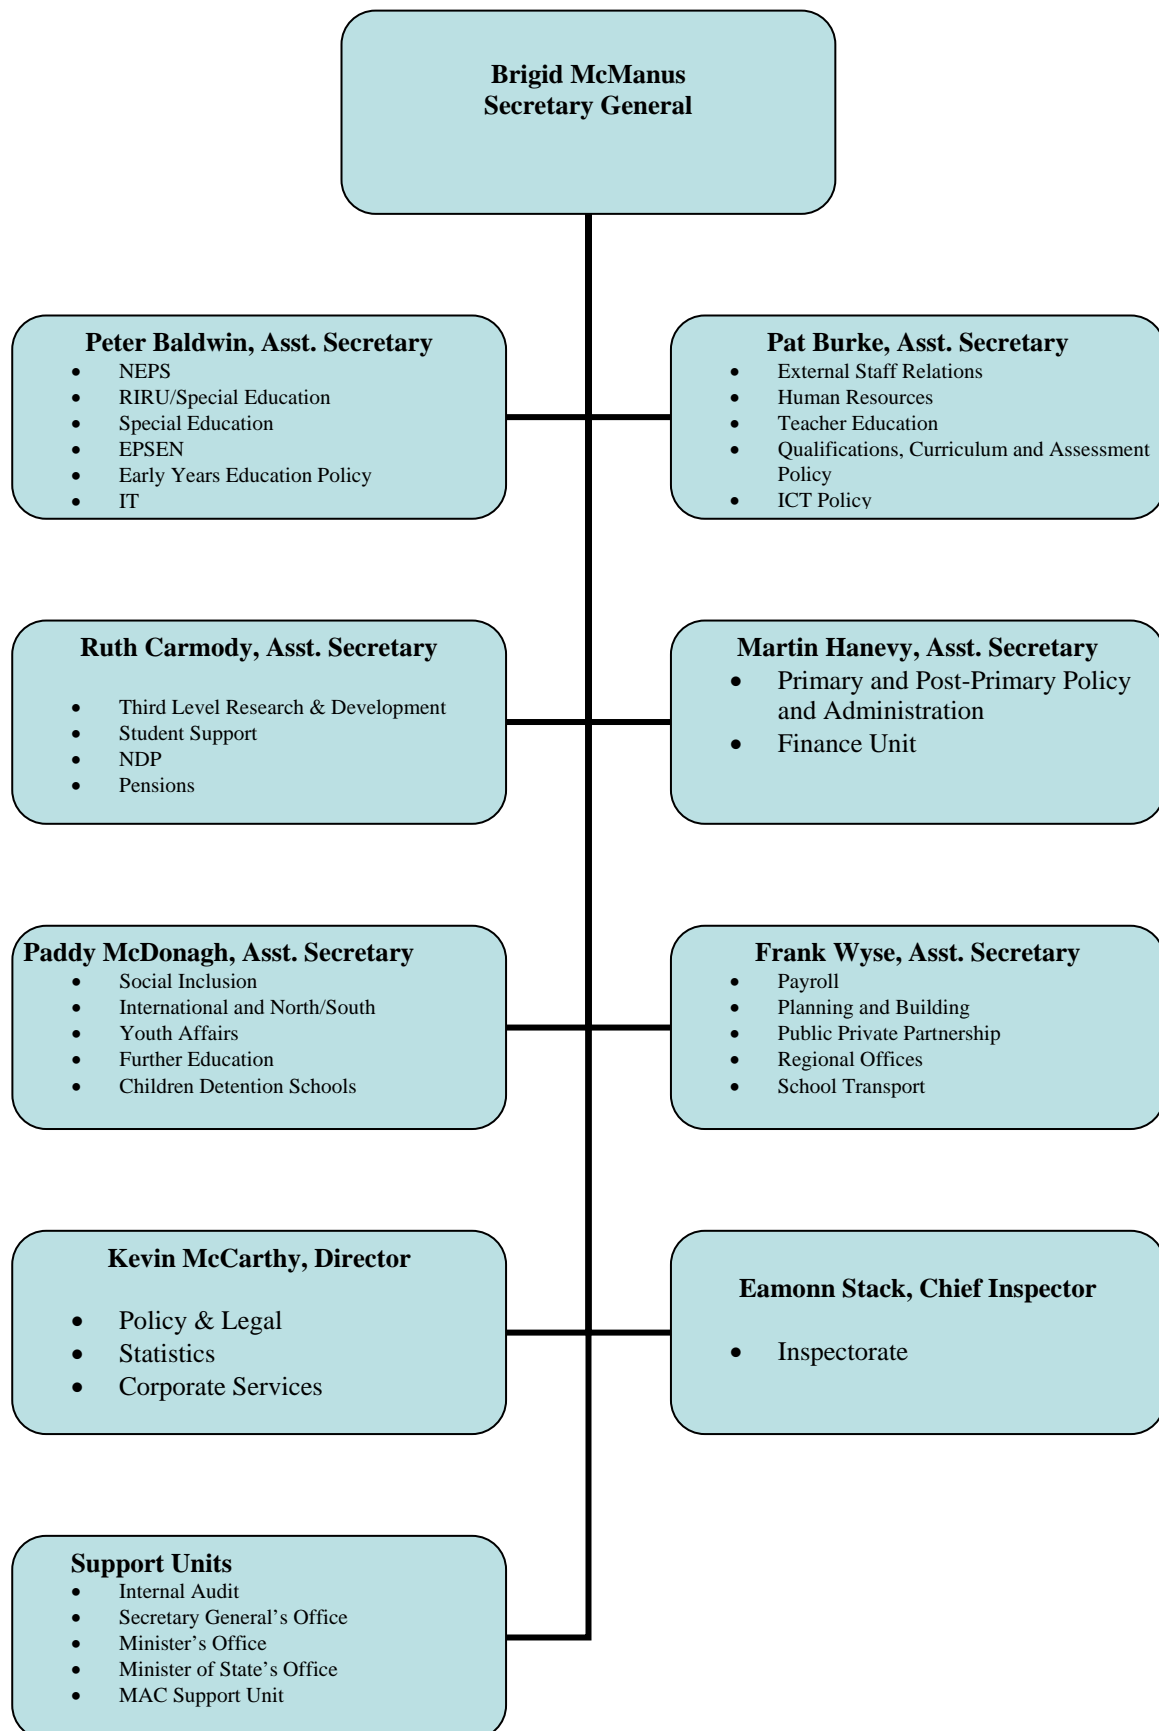 Brigid McManus
Secretary General
Peter Baldwin, Asst. Secretary
• NEPS
• RIRU/Special Education
• Special Education
• EPSEN
• Early Years Education Policy
• IT
Pat Burke, Asst. Secretary
• External Staff Relations
• Human Resources
• Teacher Education
• Qualifications, Curriculum and Assessment
Policy
• ICT Policy
Ruth Carmody, Asst. Secretary
• Third Level Research & Development
• Student Support
• NDP
• Pensions
Martin Hanevy, Asst. Secretary
• Primary and Post-Primary Policy
and Administration
• Finance Unit
Paddy McDonagh, Asst. Secretary
• Social Inclusion
• International and North/South
• Youth Affairs
• Further Education
• Children Detention Schools
Frank Wyse, Asst. Secretary
• Payroll
• Planning and Building
• Public Private Partnership
• Regional Offices
• School Transport
Kevin McCarthy, Director
• Policy & Legal
• Statistics
• Corporate Services
Eamonn Stack, Chief Inspector
• Inspectorate
Support Units
• Internal Audit
• Secretary General’s Office
• Minister’s Office
• Minister of State’s Office
• MAC Support Unit